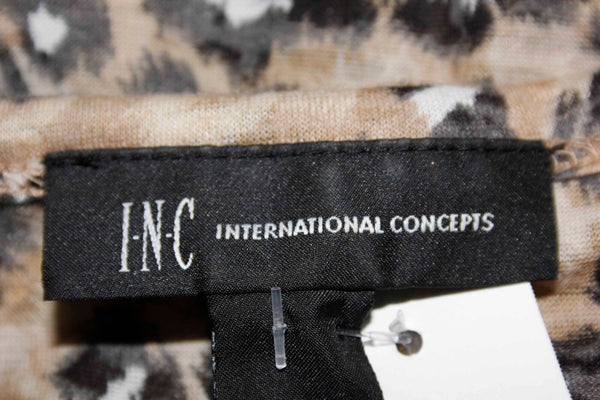 I-N-C INTERNATIONAL CONCEPTS